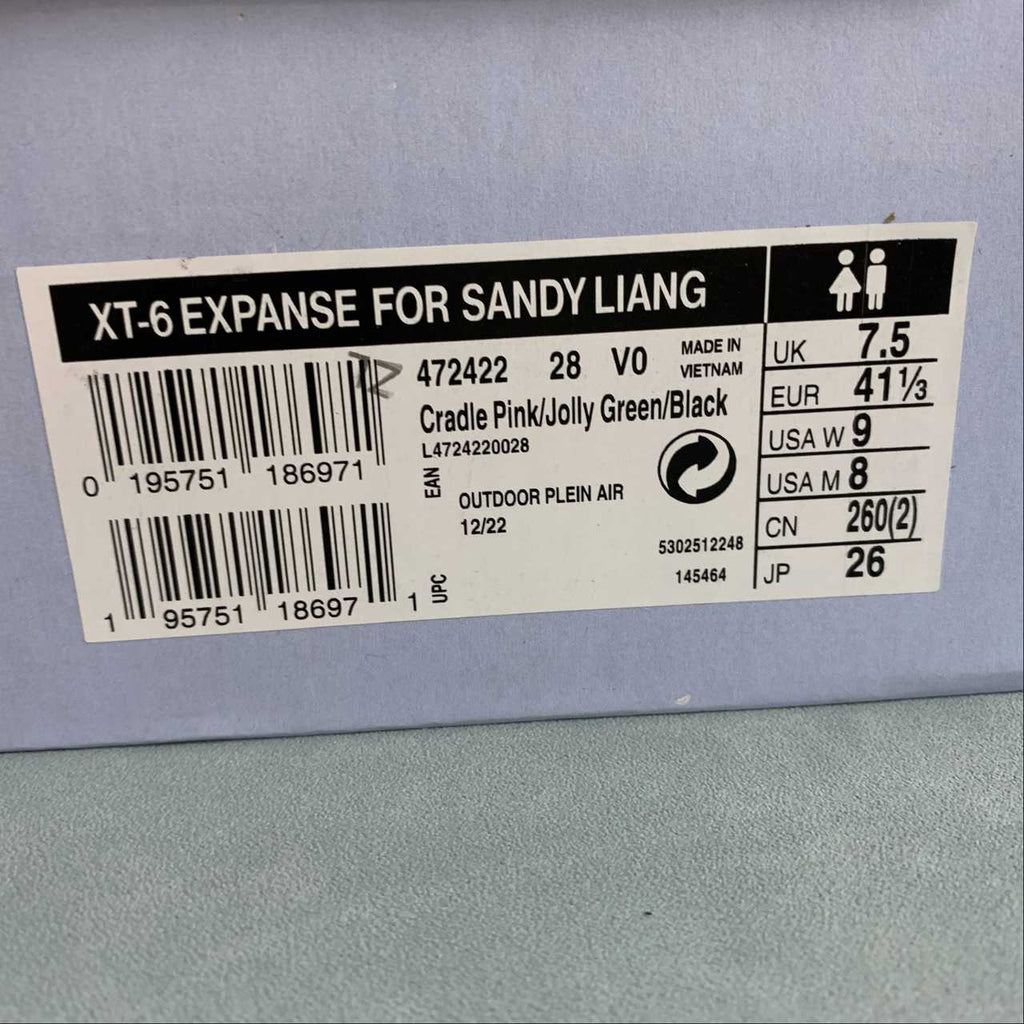 XT-6 EXPANSE FOR SANDY LIANG
472422 28 V0 MADE IN VIETNAM
Cradle Pink/Jolly Green/Black
L4724220028
0 195751 186971 EAN
OUTDOOR PLEIN AIR
12/22
5302512248
145464
1 95751 18697 1 UPC
UK 7.5
EUR 41⅓
USA W 9
USA M 8
CN 260(2)
JP 26